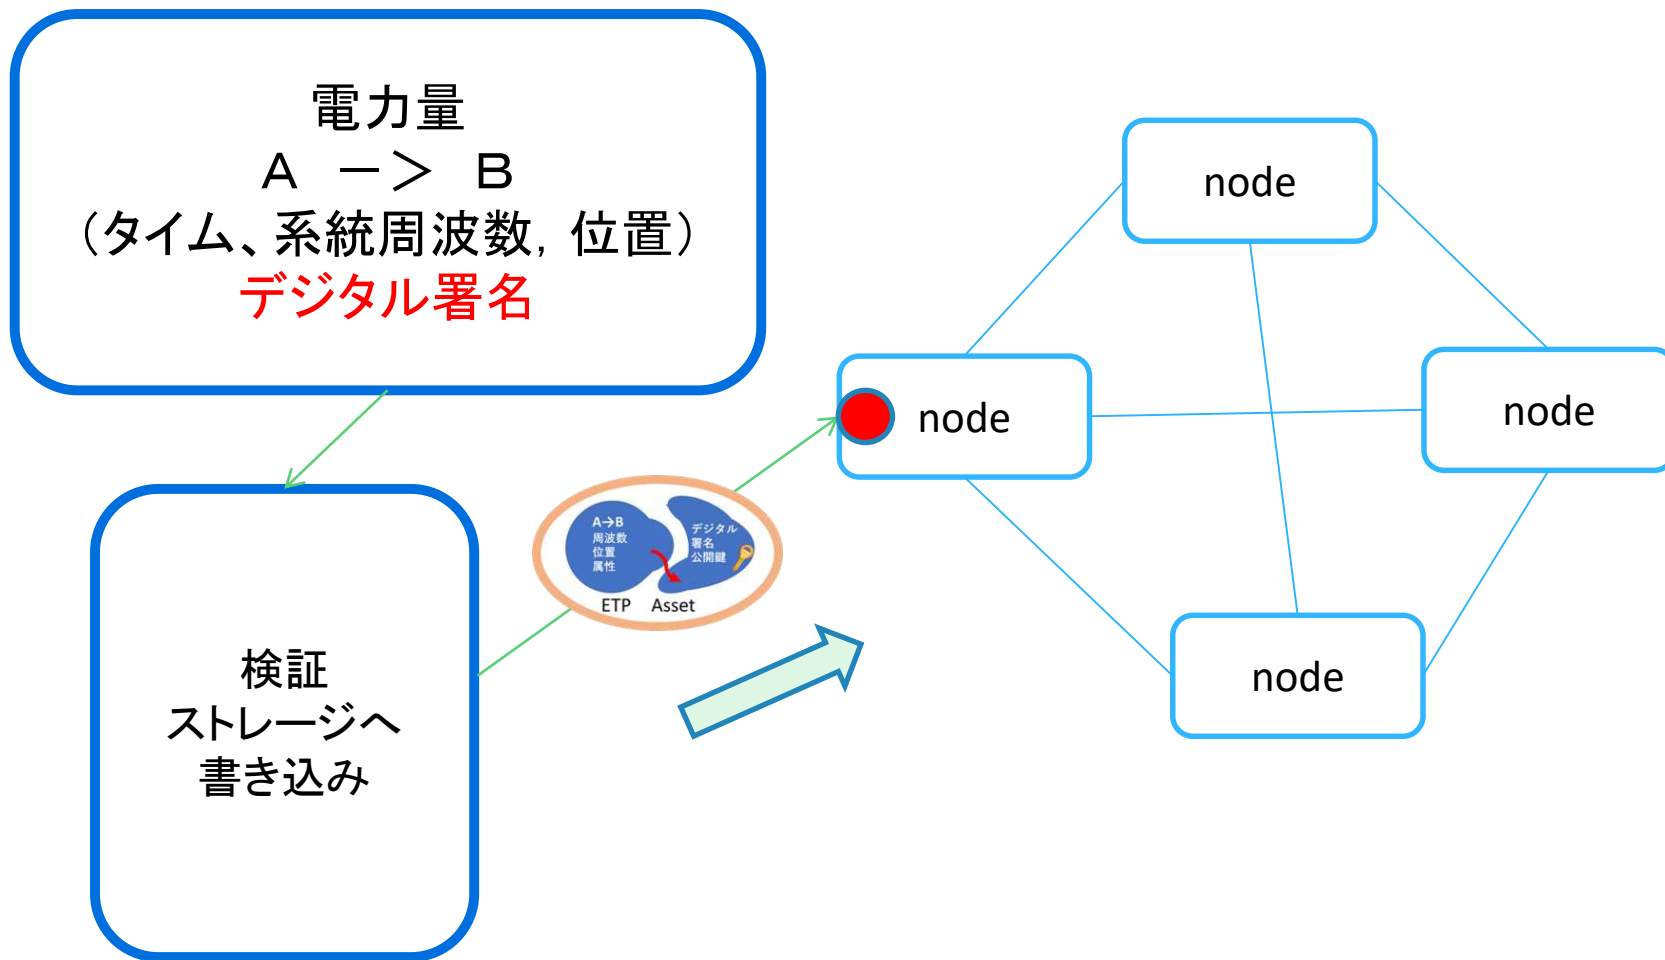 電力量
A －＞ B
（タイム、系統周波数, 位置）
デジタル署名
検証
ストレージへ
書き込み
A→B
周波数
位置
属性
デジタル
署名
公開鍵
ETP Asset
node
node
node
node